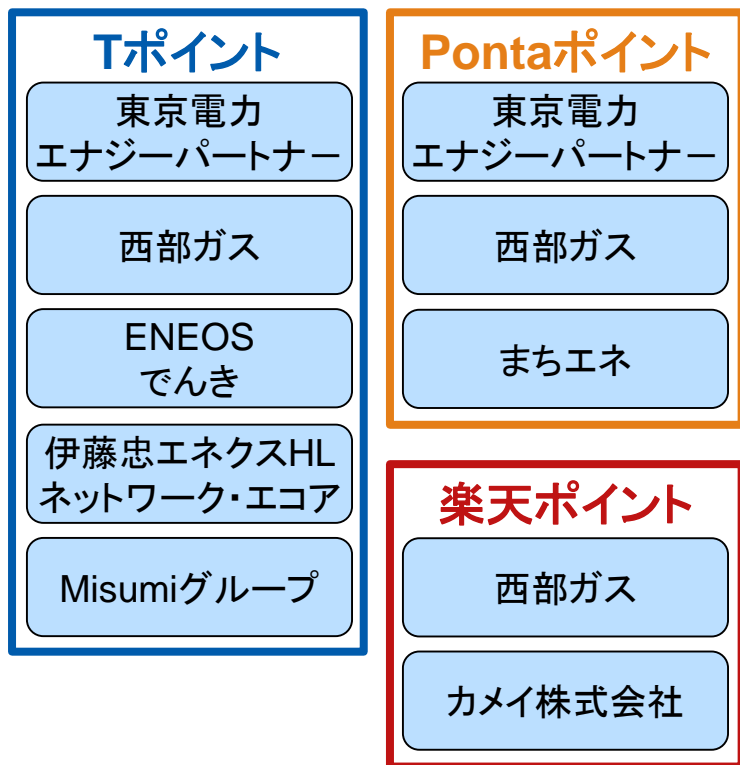 Tポイント
東京電力
エナジーパートナー
西部ガス
ENEOS
でんき
伊藤忠エネクスHL
ネットワーク・エコア
Misumiグループ
Pontaポイント
東京電力
エナジーパートナー
西部ガス
まちエネ
楽天ポイント
西部ガス
カメイ株式会社